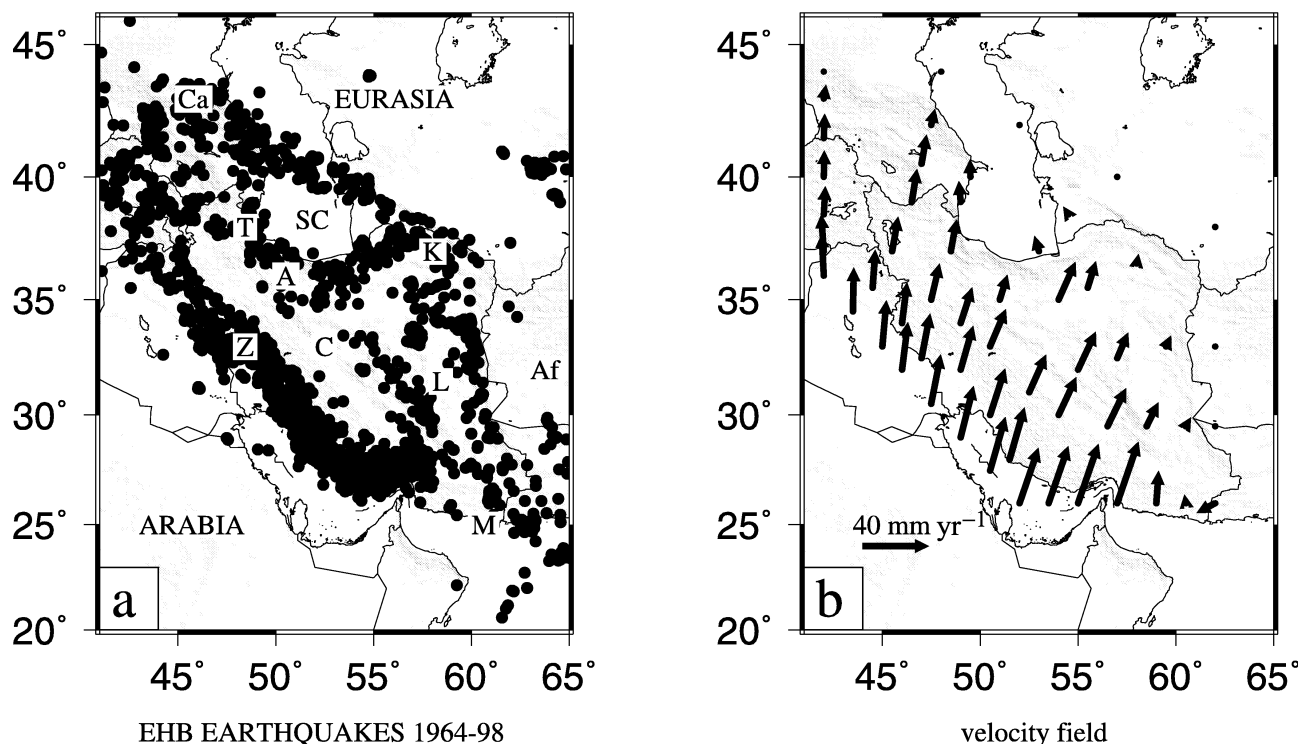 45° 45°
Ca EURASIA
40° 40°
T SC
A K
35° 35°
Z C L Af
30° 30°
ARABIA M 40 mm yr⁻¹
25° 25°
a b
20° 20°
45° 50° 55° 60° 65° 45° 50° 55° 60° 65°
EHB EARTHQUAKES 1964-98 velocity field